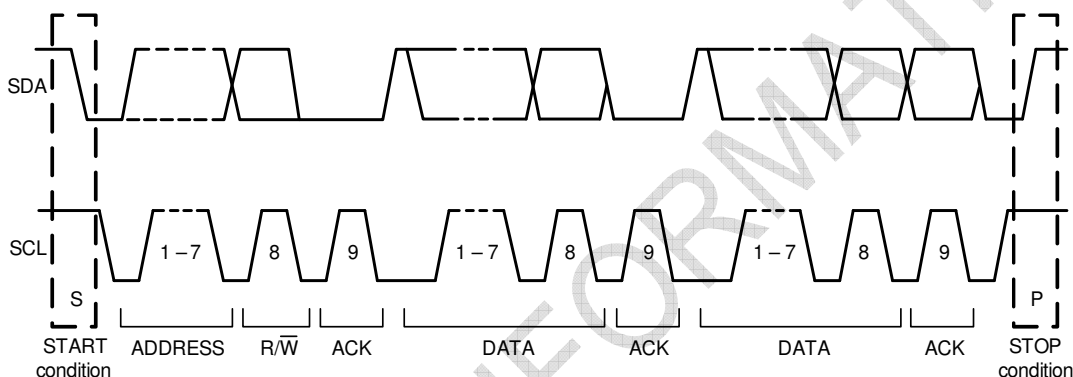 SDA
SCL
1 – 7 8 9 1 – 7 8 9 1 – 7 8 9
S P
START condition ADDRESS R/W̅ ACK DATA ACK DATA ACK STOP condition